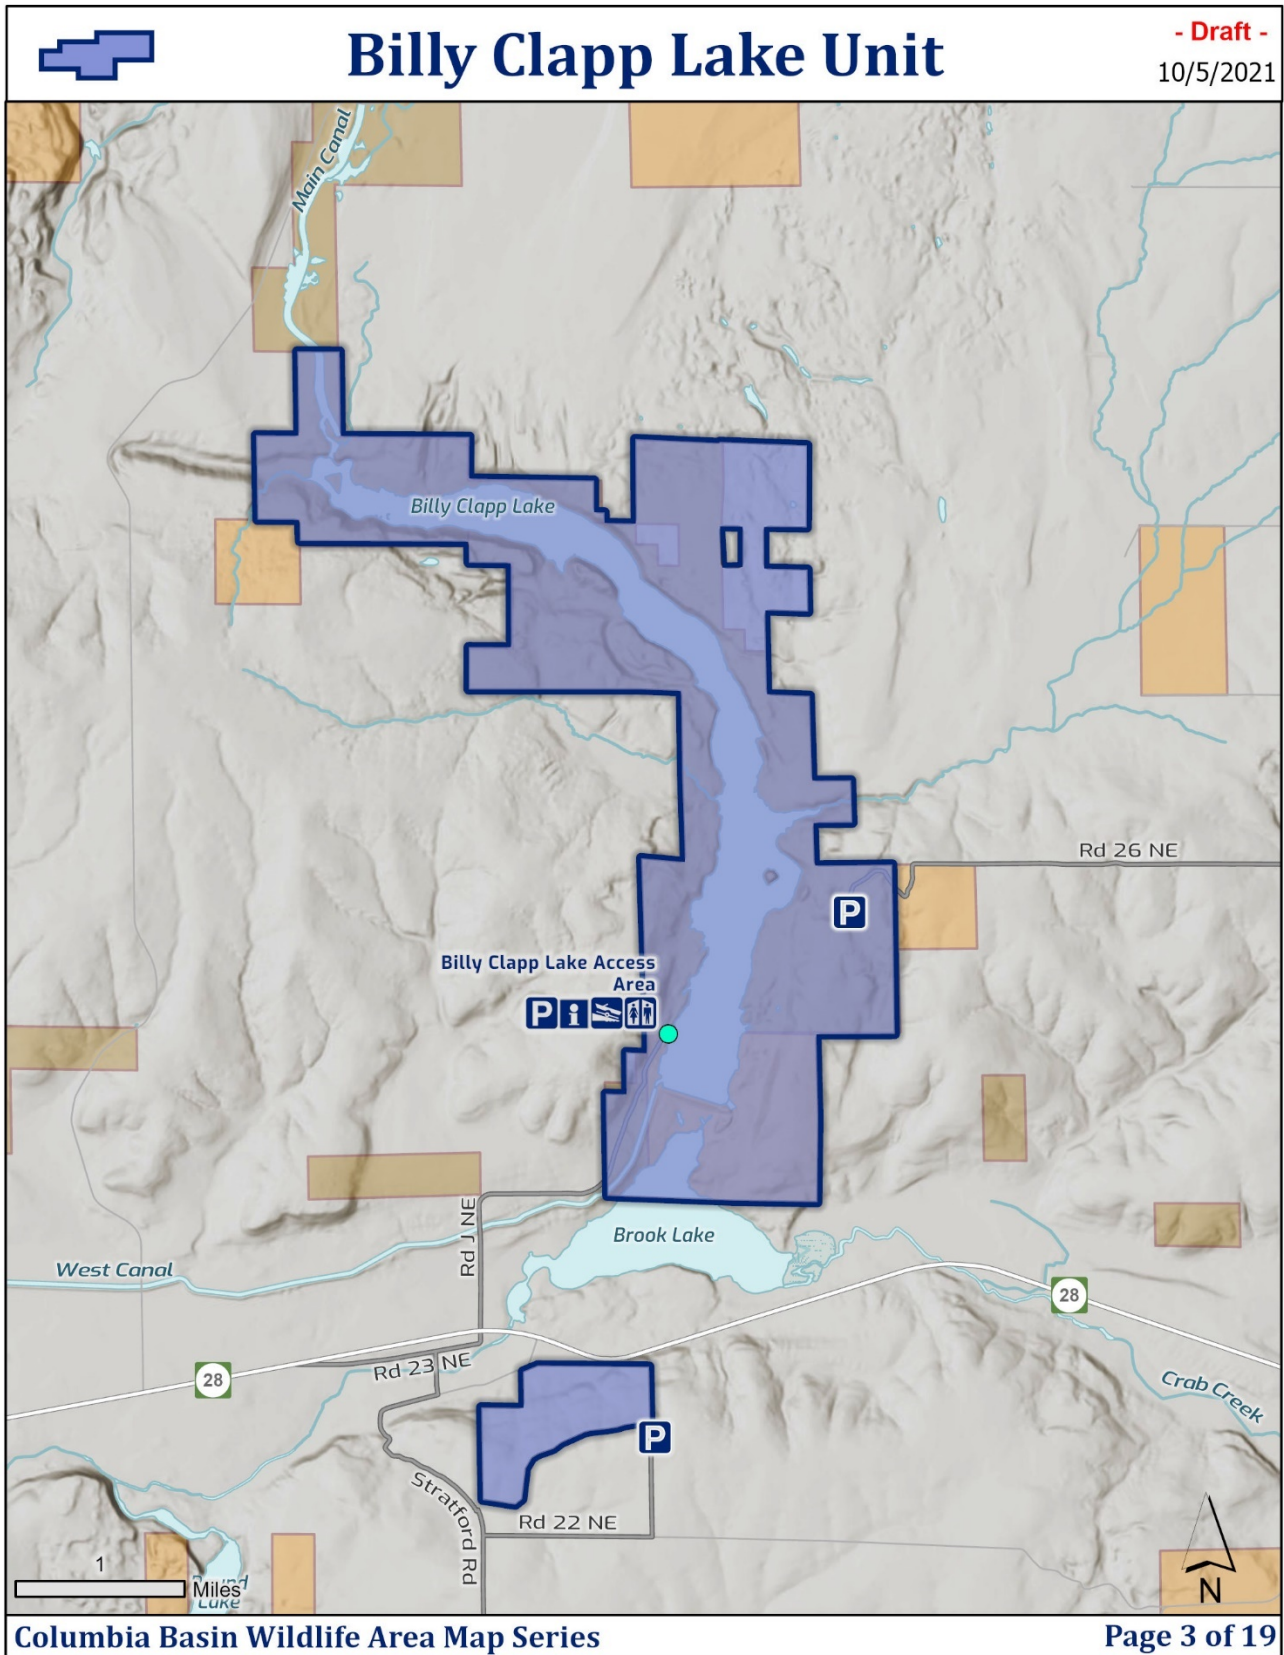 Billy Clapp Lake Unit
- Draft -
10/5/2021
Main Canal
Billy Clapp Lake
Rd 26 NE
P
Billy Clapp Lake Access
Area
P i
Rd J NE
Brook Lake
West Canal
28
28
Rd 23 NE
Crab Creek
P
Stratford Rd
Rd 22 NE
1
Miles
Round
Lake
N
Columbia Basin Wildlife Area Map Series
Page 3 of 19